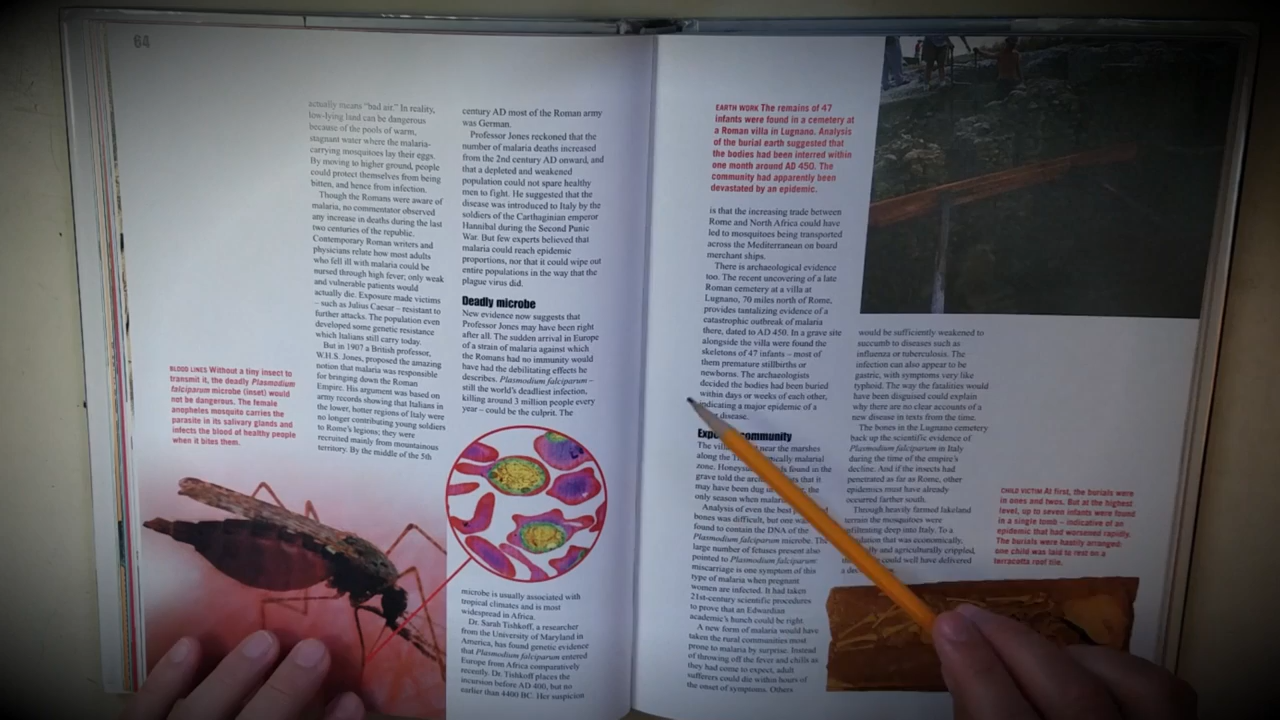 64
actually means "bad air." In reality,
low-lying land can be dangerous
because of the pools of warm,
stagnant water where the malaria-
carrying mosquitoes lay their eggs.
By moving to higher ground, people
could protect themselves from being
bitten, and hence from infection.
Though the Romans were aware of
malaria, no commentator observed
any increase in deaths during the last
two centuries of the republic.
Contemporary Roman writers and
physicians relate how most adults
who fell ill with malaria could be
nursed through high fever; only weak
and vulnerable patients would
actually die. Exposure made victims
– such as Julius Caesar – resistant to
further attacks. The population even
developed some genetic resistance
which Italians still carry today.
But in 1907 a British professor,
W.H.S. Jones, proposed the amazing
notion that malaria was responsible
for bringing down the Roman
Empire. His argument was based on
army records showing that Italians in
the lower, hotter regions of Italy were
no longer contributing young soldiers
to Rome's legions; they were
recruited mainly from mountainous
territory. By the middle of the 5th
BLOOD LINES Without a tiny insect to
transmit it, the deadly Plasmodium
falciparum microbe (inset) would
not be dangerous. The female
anopheles mosquito carries the
parasite in its salivary glands and
infects the blood of healthy people
when it bites them.
century AD most of the Roman army
was German.
Professor Jones reckoned that the
number of malaria deaths increased
from the 2nd century AD onward, and
that a depleted and weakened
population could not spare healthy
men to fight. He suggested that the
disease was introduced to Italy by the
soldiers of the Carthaginian emperor
Hannibal during the Second Punic
War. But few experts believed that
malaria could reach epidemic
proportions, nor that it could wipe out
entire populations in the way that the
plague virus did.
Deadly microbe
New evidence now suggests that
Professor Jones may have been right
after all. The sudden arrival in Europe
of a strain of malaria against which
the Romans had no immunity would
have had the debilitating effects he
describes. Plasmodium falciparum –
still the world's deadliest infection,
killing around 3 million people every
year – could be the culprit. The
microbe is usually associated with
tropical climates and is most
widespread in Africa.
Dr. Sarah Tishkoff, a researcher
from the University of Maryland in
America, has found genetic evidence
that Plasmodium falciparum entered
Europe from Africa comparatively
recently. Dr. Tishkoff places the
incursion before AD 400, but no
earlier than 4400 BC. Her suspicion
EARTH WORK The remains of 47
infants were found in a cemetery at
a Roman villa in Lugnano. Analysis
of the burial earth suggested that
the bodies had been interred within
one month around AD 450. The
community had apparently been
devastated by an epidemic.
is that the increasing trade between
Rome and North Africa could have
led to mosquitoes being transported
across the Mediterranean on board
merchant ships.
There is archaeological evidence
too. The recent uncovering of a late
Roman cemetery at a villa at
Lugnano, 70 miles north of Rome,
provides tantalizing evidence of a
catastrophic outbreak of malaria
there, dated to AD 450. In a grave site
alongside the villa were found the
skeletons of 47 infants – most of
them premature stillbirths or
newborns. The archaeologists
decided the bodies had been buried
within days or weeks of each other,
indicating a major epidemic of a
disease.
community
The near the marshes
along the malarial
zone. found in the
grave told the that it
may have been dug in the
only season when
Analysis of even the best
bones was difficult, but one was
found to contain the DNA of the
Plasmodium falciparum microbe. The
large number of fetuses present also
pointed to Plasmodium falciparum:
miscarriage is one symptom of this
type of malaria when pregnant
women are infected. It had taken
21st-century scientific procedures
to prove that an Edwardian
academic's hunch could be right.
A new form of malaria would have
taken the rural communities most
prone to malaria by surprise. Instead
of throwing off the fever and chills as
they had come to expect, adult
sufferers could die within hours of
the onset of symptoms. Others
would be sufficiently weakened to
succumb to diseases such as
influenza or tuberculosis. The
infection can also appear to be
gastric, with symptoms very like
typhoid. The way the fatalities would
have been disguised could explain
why there are no clear accounts of a
new disease in texts from the time.
The bones in the Lugnano cemetery
back up the scientific evidence of
Plasmodium falciparum in Italy
during the time of the empire's
decline. And if the insects had
penetrated as far as Rome, other
epidemics must have already
occurred farther south.
Through heavily farmed lakeland
terrain the mosquitoes were
infiltrating deep into Italy. To a
that was economically,
and agriculturally crippled,
could well have delivered
a
CHILD VICTIM At first, the burials were
in ones and twos. But at the highest
level, up to seven infants were found
in a single tomb – indicative of an
epidemic that had worsened rapidly.
The burials were hastily arranged:
one child was laid to rest on a
terracotta roof tile.